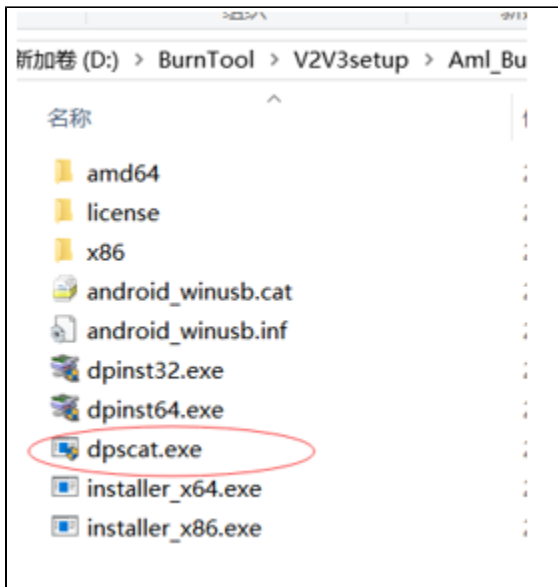 新加卷 (D:) > BurnTool > V2V3setup > Aml_Bu
名称
amd64
license
x86
android_winusb.cat
android_winusb.inf
dpinst32.exe
dpinst64.exe
dpscat.exe
installer_x64.exe
installer_x86.exe